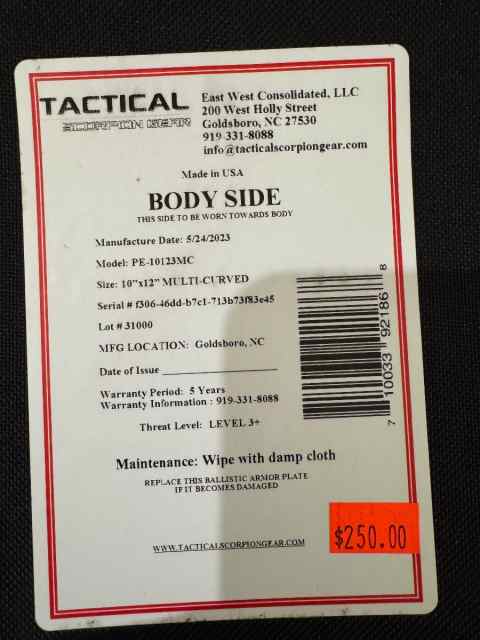 TACTICAL
SCORPION GEAR
East West Consolidated, LLC
200 West Holly Street
Goldsboro, NC 27530
919-331-8088
info@tacticalscorpiongear.com
Made in USA
BODY SIDE
THIS SIDE TO BE WORN TOWARDS BODY
Manufacture Date: 5/24/2023
Model: PE-10123MC
Size: 10"x12" MULTI-CURVED
Serial # f306-46dd-b7c1-713b73f83e45
Lot # 31000
MFG LOCATION: Goldsboro, NC
Date of Issue
Warranty Period: 5 Years
Warranty Information : 919-331-8088
Threat Level: LEVEL 3+
7 10033 92186 8
Maintenance: Wipe with damp cloth
REPLACE THIS BALLISTIC ARMOR PLATE
IF IT BECOMES DAMAGED
$250.00
WWW.TACTICALSCORPIONGEAR.COM